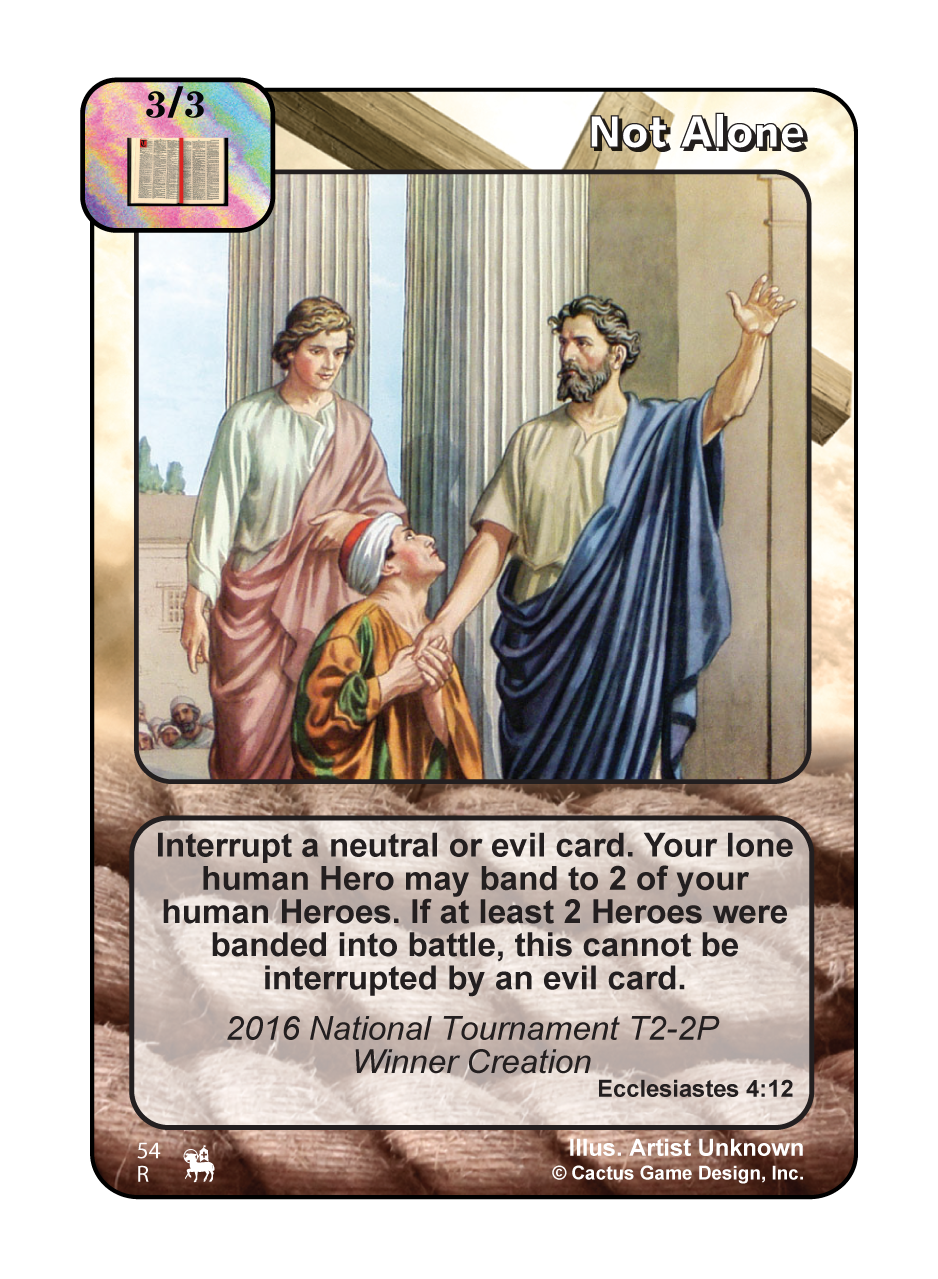 3/3
Not Alone
Interrupt a neutral or evil card. Your lone
human Hero may band to 2 of your
human Heroes. If at least 2 Heroes were
banded into battle, this cannot be
interrupted by an evil card.
2016 National Tournament T2-2P
Winner Creation
Ecclesiastes 4:12
54
R
Illus. Artist Unknown
© Cactus Game Design, Inc.